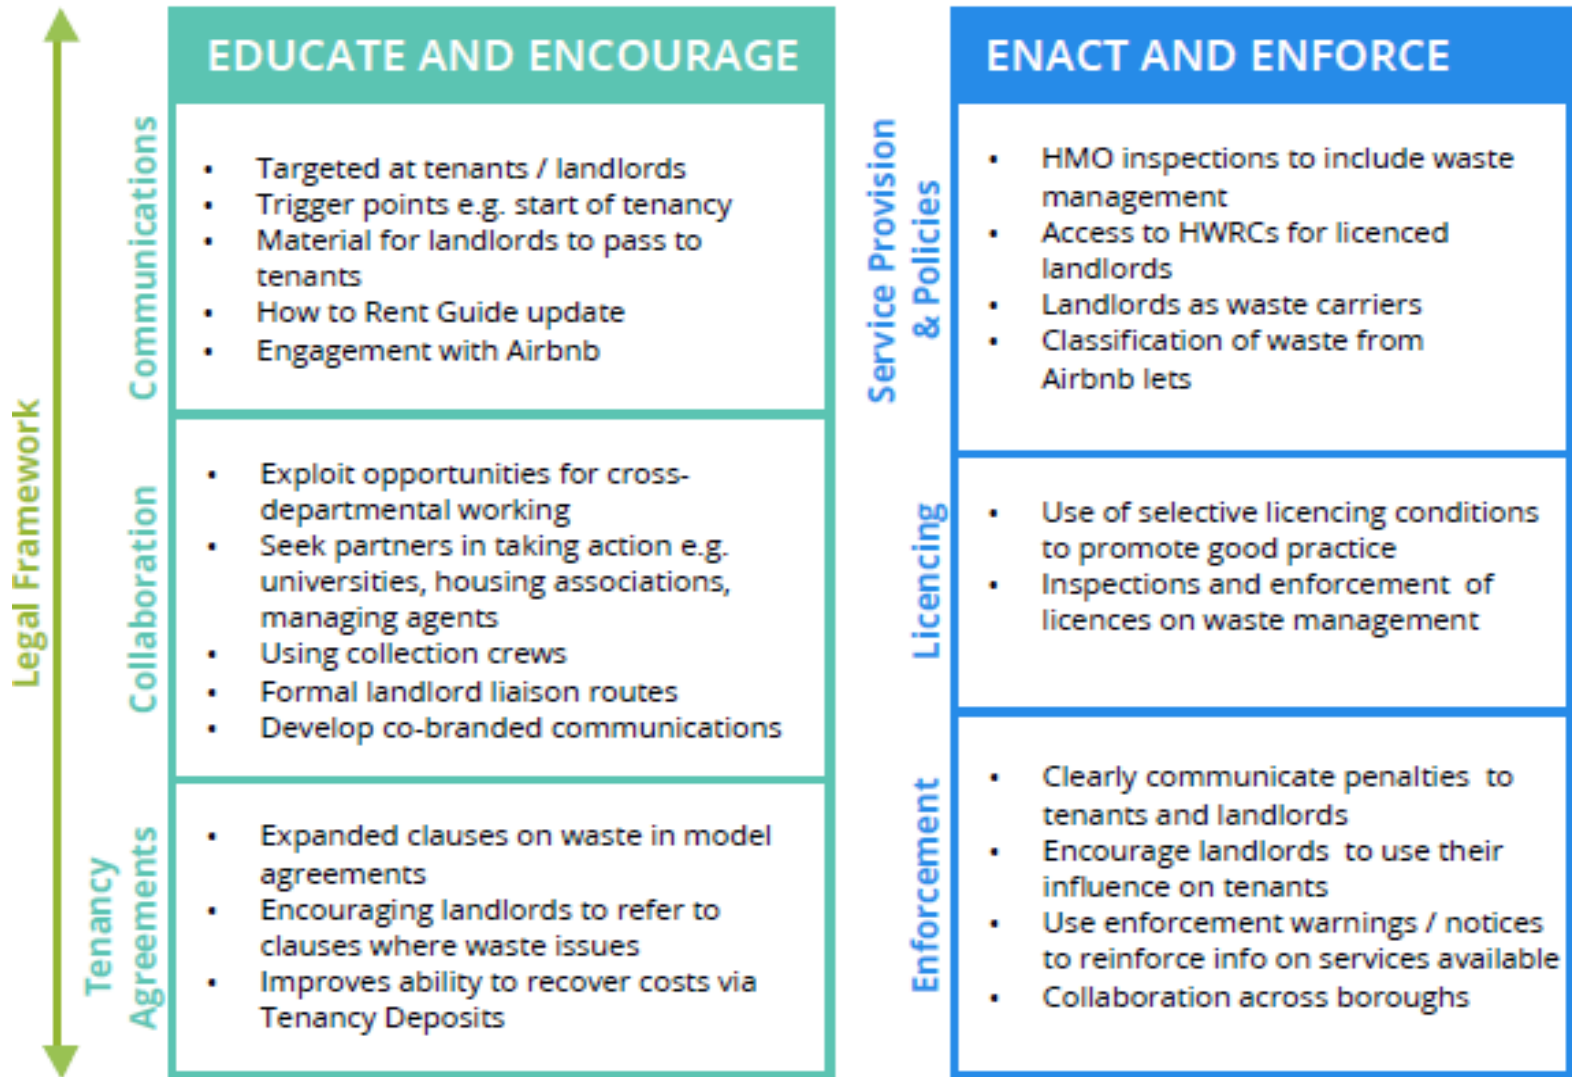 Legal Framework
EDUCATE AND ENCOURAGE
Communications
• Targeted at tenants / landlords
• Trigger points e.g. start of tenancy
• Material for landlords to pass to
tenants
• How to Rent Guide update
• Engagement with Airbnb
Collaboration
• Exploit opportunities for cross-
departmental working
• Seek partners in taking action e.g.
universities, housing associations,
managing agents
• Using collection crews
• Formal landlord liaison routes
• Develop co-branded communications
Tenancy
Agreements
• Expanded clauses on waste in model
agreements
• Encouraging landlords to refer to
clauses where waste issues
• Improves ability to recover costs via
Tenancy Deposits
ENACT AND ENFORCE
Service Provision
& Policies
• HMO inspections to include waste
management
• Access to HWRCs for licenced
landlords
• Landlords as waste carriers
• Classification of waste from
Airbnb lets
Licencing
• Use of selective licencing conditions
to promote good practice
• Inspections and enforcement of
licences on waste management
Enforcement
• Clearly communicate penalties to
tenants and landlords
• Encourage landlords to use their
influence on tenants
• Use enforcement warnings / notices
to reinforce info on services available
• Collaboration across boroughs